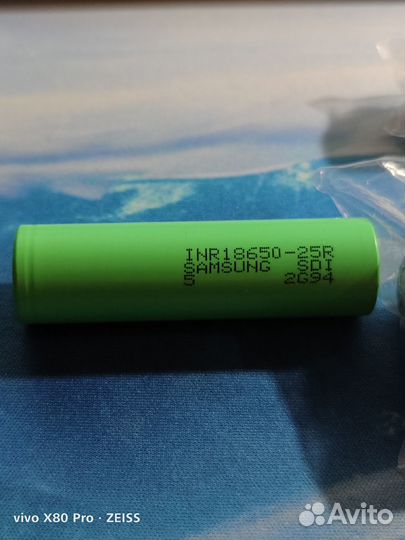 INR18650-25R
SAMSUNG SDI
5 2G94
vivo X80 Pro · ZEISS
Avito